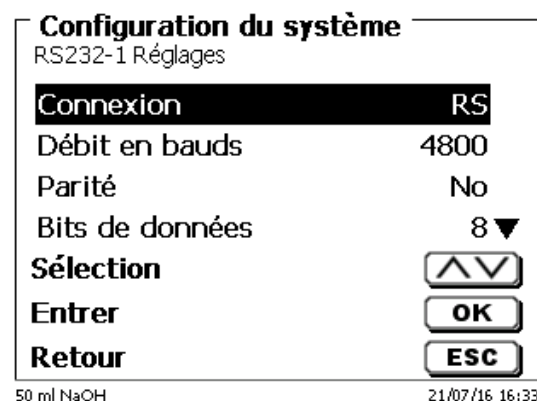 Configuration du système
RS232-1 Réglages
Connexion RS
Débit en bauds 4800
Parité No
Bits de données 8▼
Sélection
Entrer OK
Retour ESC
50 ml NaOH 21/07/16 16:33